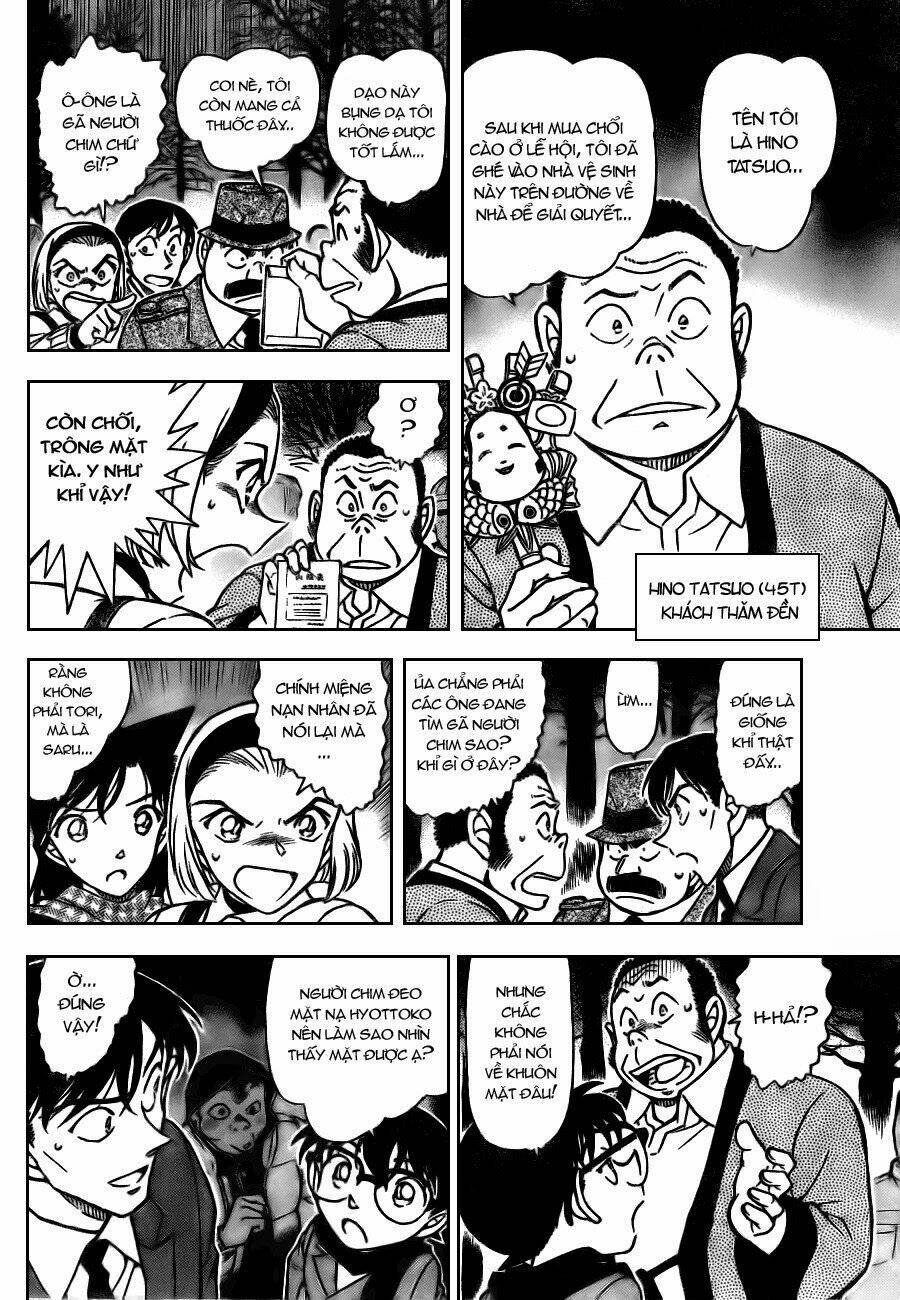 TÊN TÔI
LÀ HINO
TATSUO...
SAU KHI MUA CHỔI
CÀO Ở LỄ HỘI, TÔI ĐÃ
GHÉ VÀO NHÀ VỆ SINH
NÀY TRÊN ĐƯỜNG VỀ
NHÀ ĐỂ GIẢI QUYẾT...
HINO TATSUO (45T)
KHÁCH THĂM ĐỀN
DẠO NÀY
BỤNG DẠ TÔI
KHÔNG ĐƯỢC
TỐT LẮM...
COI NÈ, TÔI
CÒN MANG CẢ
THUỐC ĐÂY..
Ô-ÔNG LÀ
GÃ NGƯỜI
CHIM CHỨ
GÌ!?
Ơ
?
CÒN CHỐI,
TRÔNG MẶT
KÌA. Y NHƯ
KHỈ VẬY!
ĐÚNG LÀ
GIỐNG
KHỈ THẬT
ĐẤY..
ỪM...
ỦA CHẲNG PHẢI
CÁC ÔNG ĐANG
TÌM GÃ NGƯỜI
CHIM SAO?
KHỈ GÌ Ở ĐÂY?
CHÍNH MIỆNG
NẠN NHÂN ĐÃ
NÓI LẠI MÀ
...
RẰNG
KHÔNG
PHẢI TORI,
MÀ LÀ
SARU...
H-HẢ!?
NHƯNG
CHẮC
KHÔNG
PHẢI NÓI
VỀ KHUÔN
MẶT ĐÂU!
NGƯỜI CHIM ĐEO
MẶT NẠ HYOTTOKO
NÊN LÀM SAO NHÌN
THẤY MẶT ĐƯỢC Ạ?
Ờ...
ĐÚNG
VẬY!